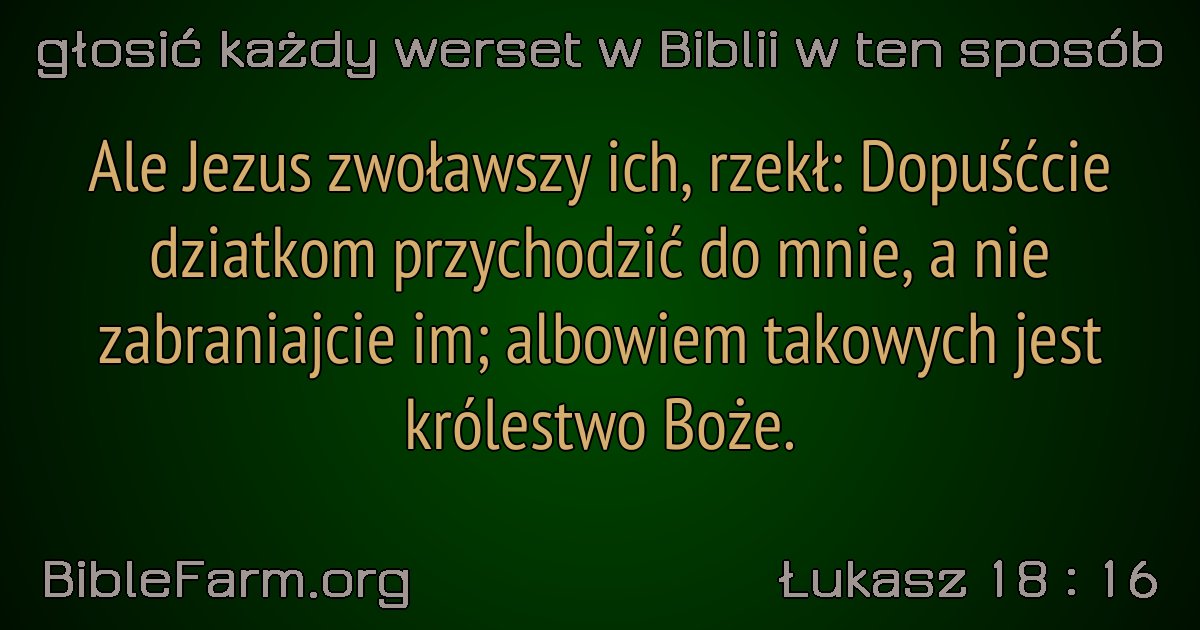 głosić każdy werset w Biblii w ten sposób
Ale Jezus zwoławszy ich, rzekł: Dopuśćcie
dziatkom przychodzić do mnie, a nie
zabraniajcie im; albowiem takowych jest
królestwo Boże.
BibleFarm.org
Łukasz 18 : 16